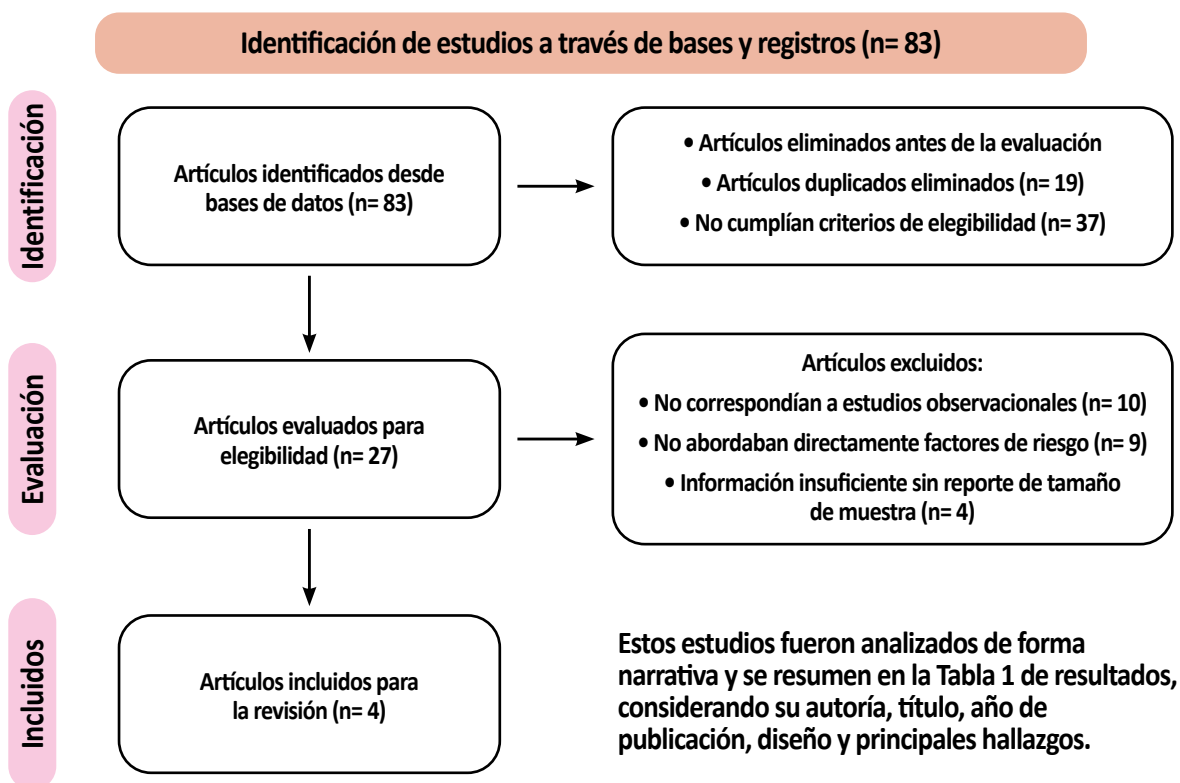 Identificación de estudios a través de bases y registros (n= 83)
Identificación
Artículos identificados desde
bases de datos (n= 83)
• Artículos eliminados antes de la evaluación
• Artículos duplicados eliminados (n= 19)
• No cumplían criterios de elegibilidad (n= 37)
Evaluación
Artículos evaluados para
elegibilidad (n= 27)
Artículos excluidos:
• No correspondían a estudios observacionales (n= 10)
• No abordaban directamente factores de riesgo (n= 9)
• Información insuficiente sin reporte de tamaño
de muestra (n= 4)
Incluidos
Artículos incluidos para
la revisión (n= 4)
Estos estudios fueron analizados de forma
narrativa y se resumen en la Tabla 1 de resultados,
considerando su autoría, título, año de
publicación, diseño y principales hallazgos.